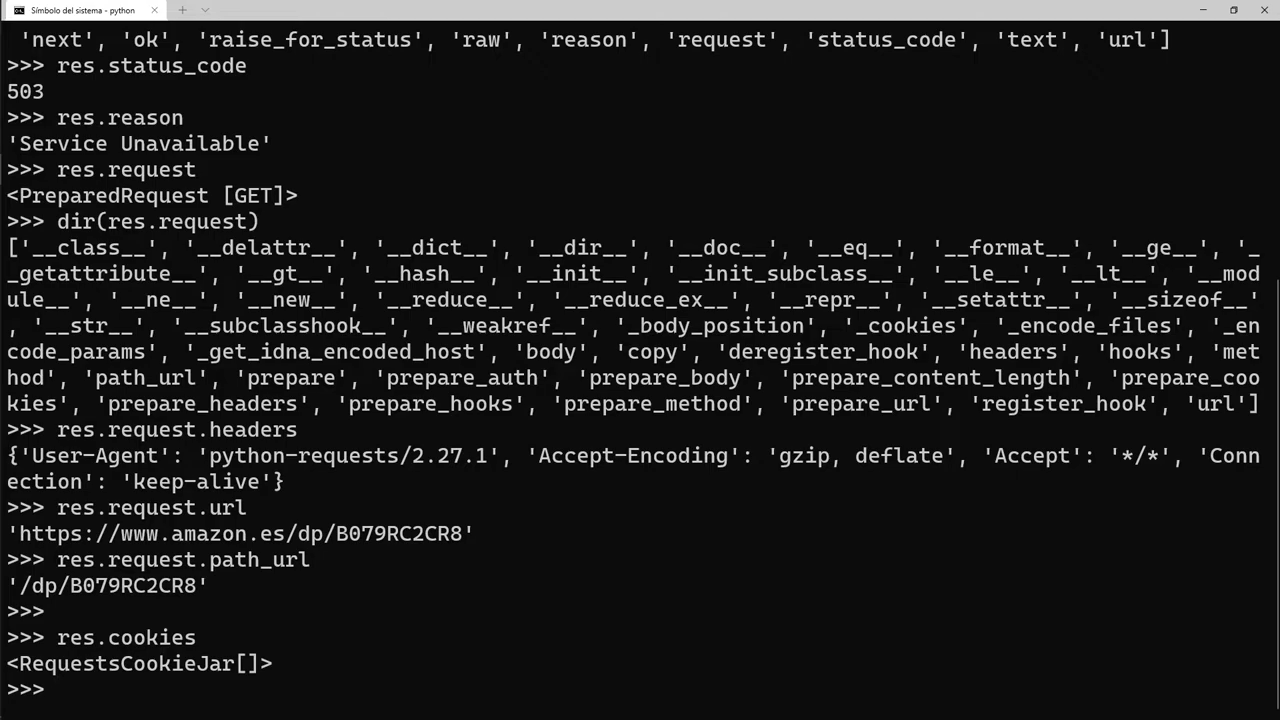 Símbolo del sistema - python
'next', 'ok', 'raise_for_status', 'raw', 'reason', 'request', 'status_code', 'text', 'url']
>>> res.status_code
503
>>> res.reason
'Service Unavailable'
>>> res.request
<PreparedRequest [GET]>
>>> dir(res.request)
['__class__', '__delattr__', '__dict__', '__dir__', '__doc__', '__eq__', '__format__', '__ge__', '_
_getattribute__', '__gt__', '__hash__', '__init__', '__init_subclass__', '__le__', '__lt__', '__mod
ule__', '__ne__', '__new__', '__reduce__', '__reduce_ex__', '__repr__', '__setattr__', '__sizeof__'
, '__str__', '__subclasshook__', '__weakref__', '_body_position', '_cookies', '_encode_files', '_en
code_params', '_get_idna_encoded_host', 'body', 'copy', 'deregister_hook', 'headers', 'hooks', 'met
hod', 'path_url', 'prepare', 'prepare_auth', 'prepare_body', 'prepare_content_length', 'prepare_coo
kies', 'prepare_headers', 'prepare_hooks', 'prepare_method', 'prepare_url', 'register_hook', 'url']
>>> res.request.headers
{'User-Agent': 'python-requests/2.27.1', 'Accept-Encoding': 'gzip, deflate', 'Accept': '*/*', 'Conn
ection': 'keep-alive'}
>>> res.request.url
'https://www.amazon.es/dp/B079RC2CR8'
>>> res.request.path_url
'/dp/B079RC2CR8'
>>>
>>> res.cookies
<RequestsCookieJar[]>
>>>